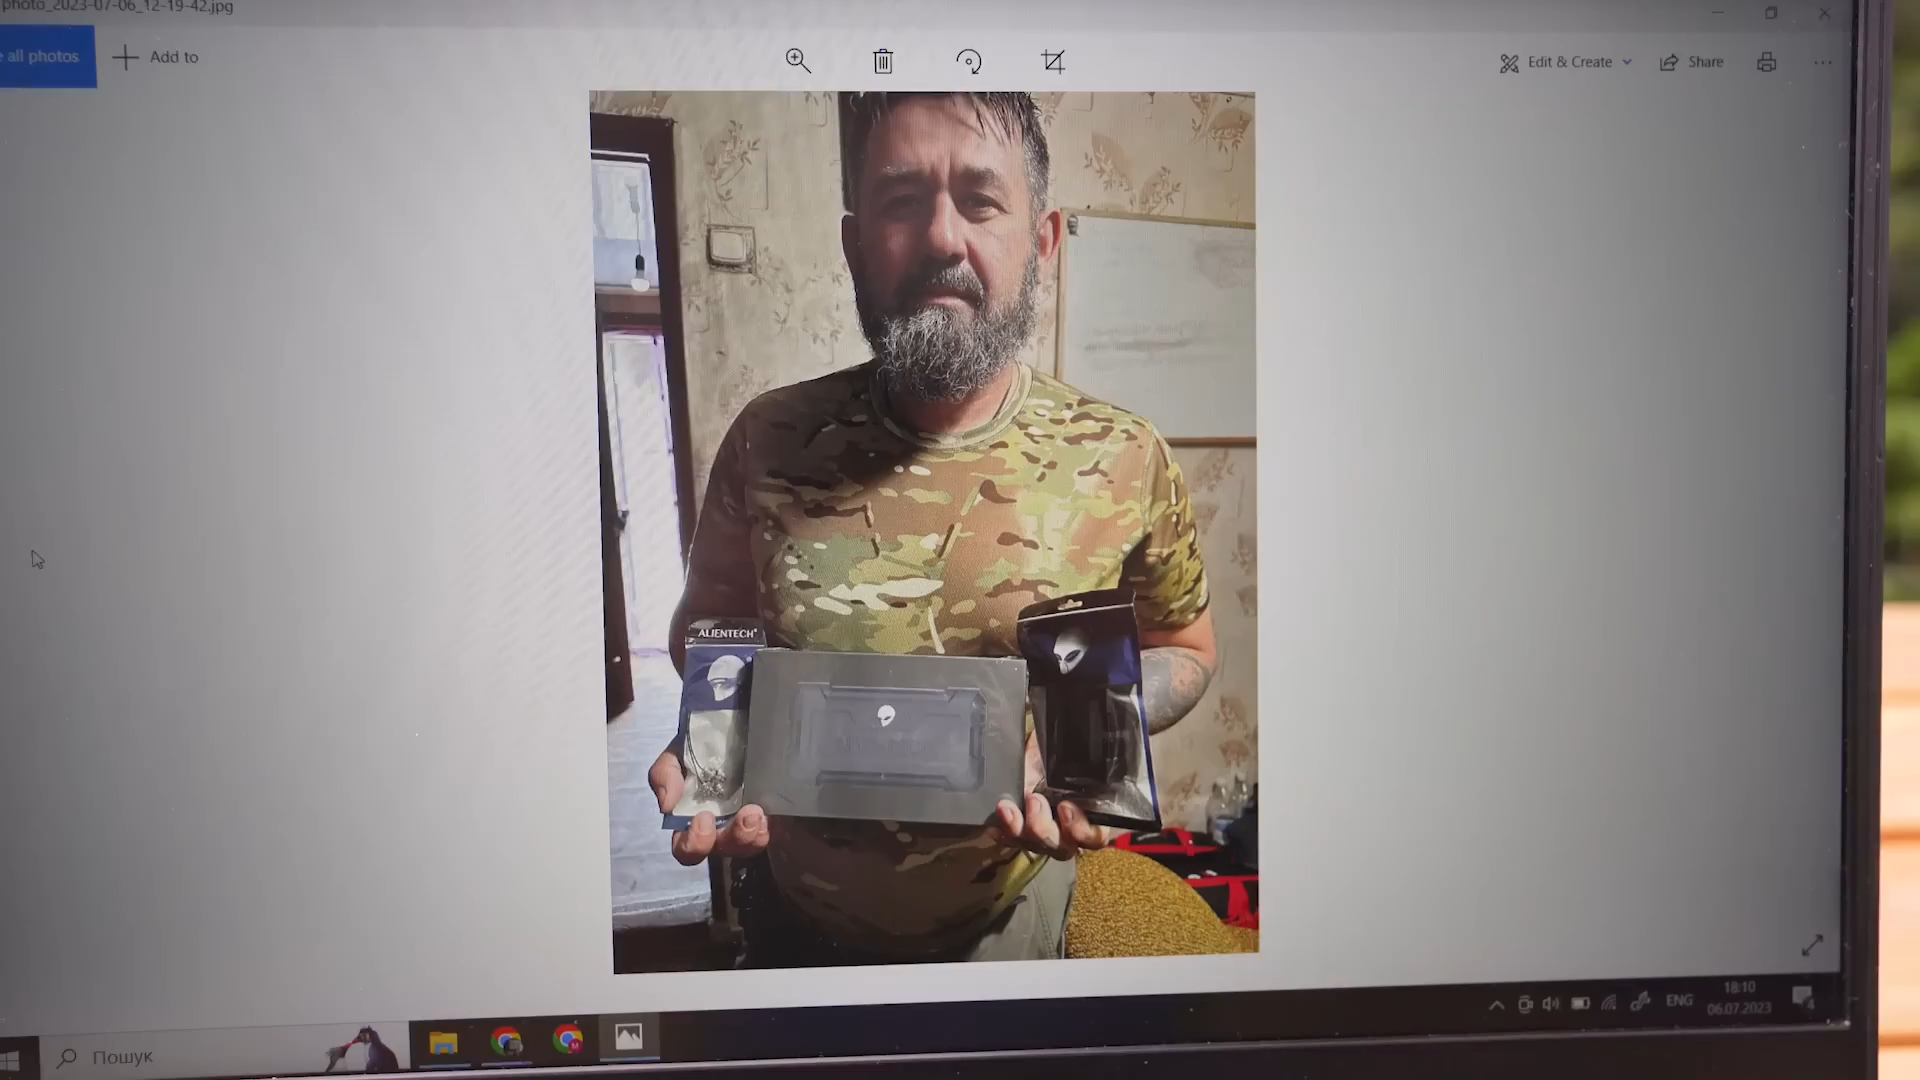 photo_2023-07-06_12-19-42.jpg
all photos
Add to
Edit & Create
Share
ALIENTECH
Пошук
ENG
18:10
06.07.2023